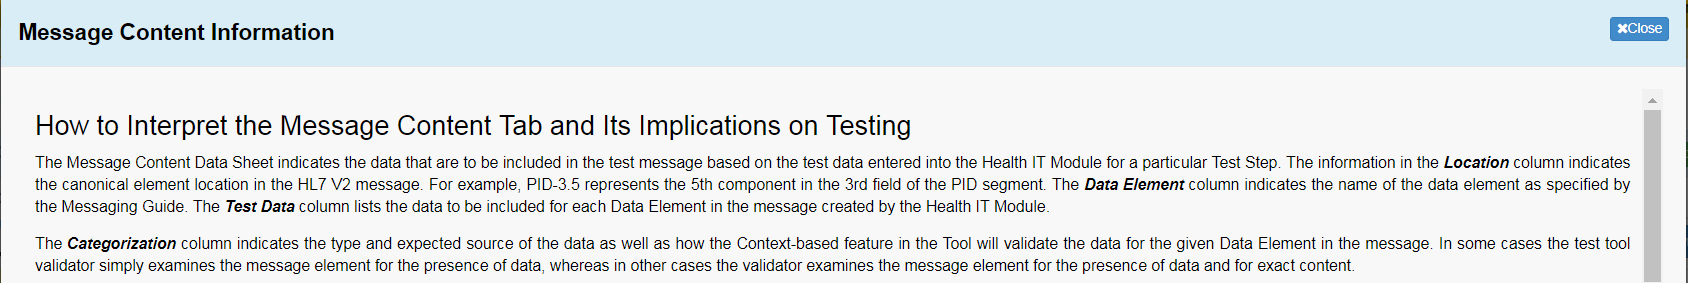 Message Content Information
×Close
How to Interpret the Message Content Tab and Its Implications on Testing
The Message Content Data Sheet indicates the data that are to be included in the test message based on the test data entered into the Health IT Module for a particular Test Step. The information in the Location column indicates
the canonical element location in the HL7 V2 message. For example, PID-3.5 represents the 5th component in the 3rd field of the PID segment. The Data Element column indicates the name of the data element as specified by
the Messaging Guide. The Test Data column lists the data to be included for each Data Element in the message created by the Health IT Module.
The Categorization column indicates the type and expected source of the data as well as how the Context-based feature in the Tool will validate the data for the given Data Element in the message. In some cases the test tool
validator simply examines the message element for the presence of data, whereas in other cases the validator examines the message element for the presence of data and for exact content.